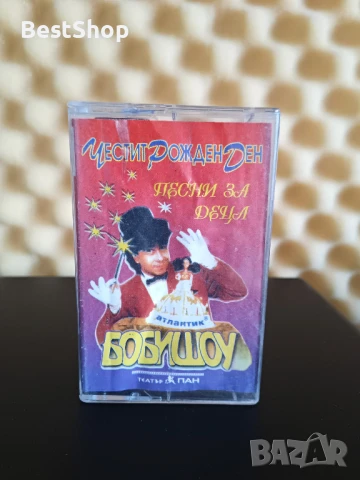 BestShop
ЧЕСТИТ РОЖДЕН ДЕН
ПЕСНИ ЗА
ДЕЦА
АТЛАНТИК
БОБИШОУ
ТЕАТЪР ПАН
BAZAR